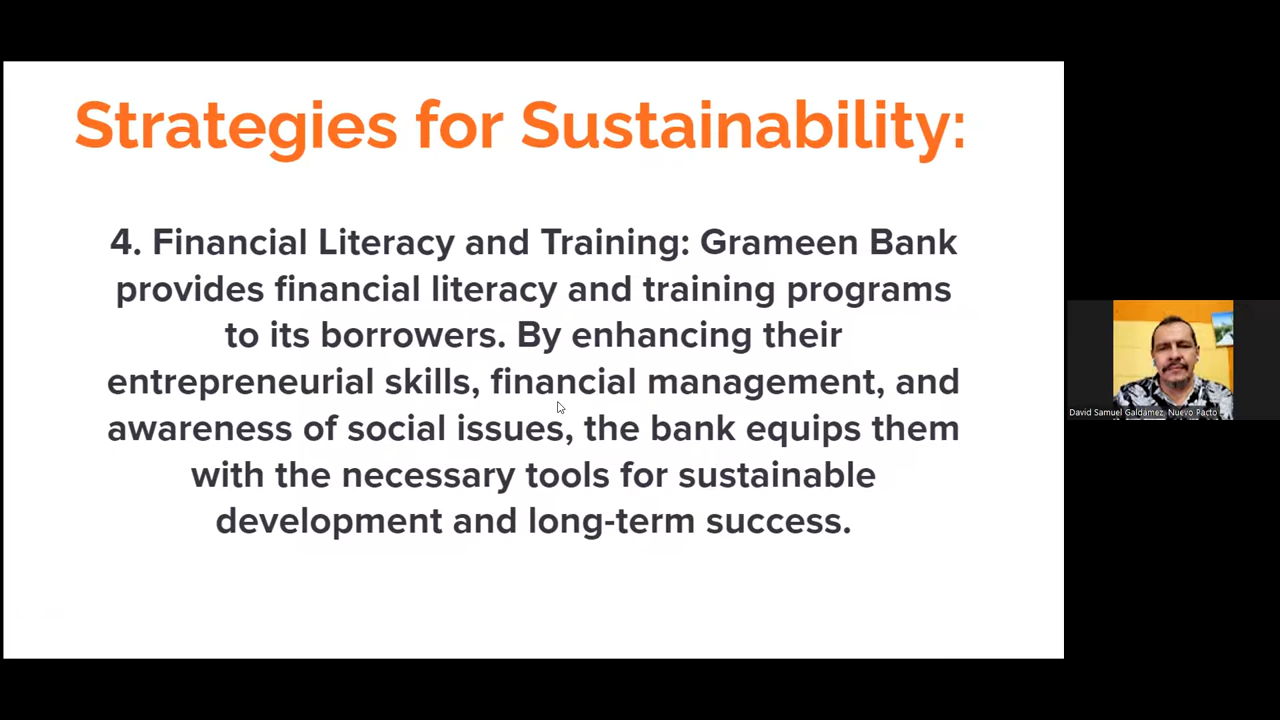 Strategies for Sustainability:
4. Financial Literacy and Training: Grameen Bank
provides financial literacy and training programs
to its borrowers. By enhancing their
entrepreneurial skills, financial management, and
awareness of social issues, the bank equips them
with the necessary tools for sustainable
development and long-term success.
David Samuel Galdámez Nuevo Pacto